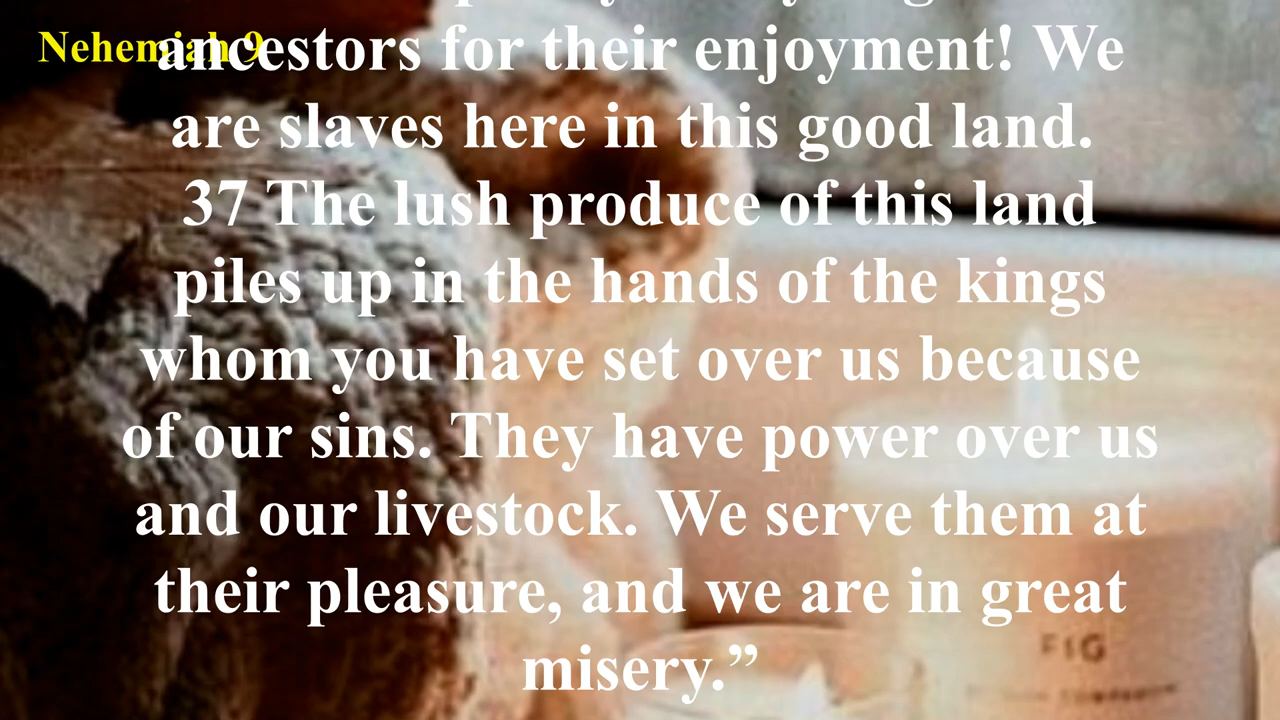 Nehemiah 9
ancestors for their enjoyment! We
are slaves here in this good land.
37 The lush produce of this land
piles up in the hands of the kings
whom you have set over us because
of our sins. They have power over us
and our livestock. We serve them at
their pleasure, and we are in great
misery.”
FIG